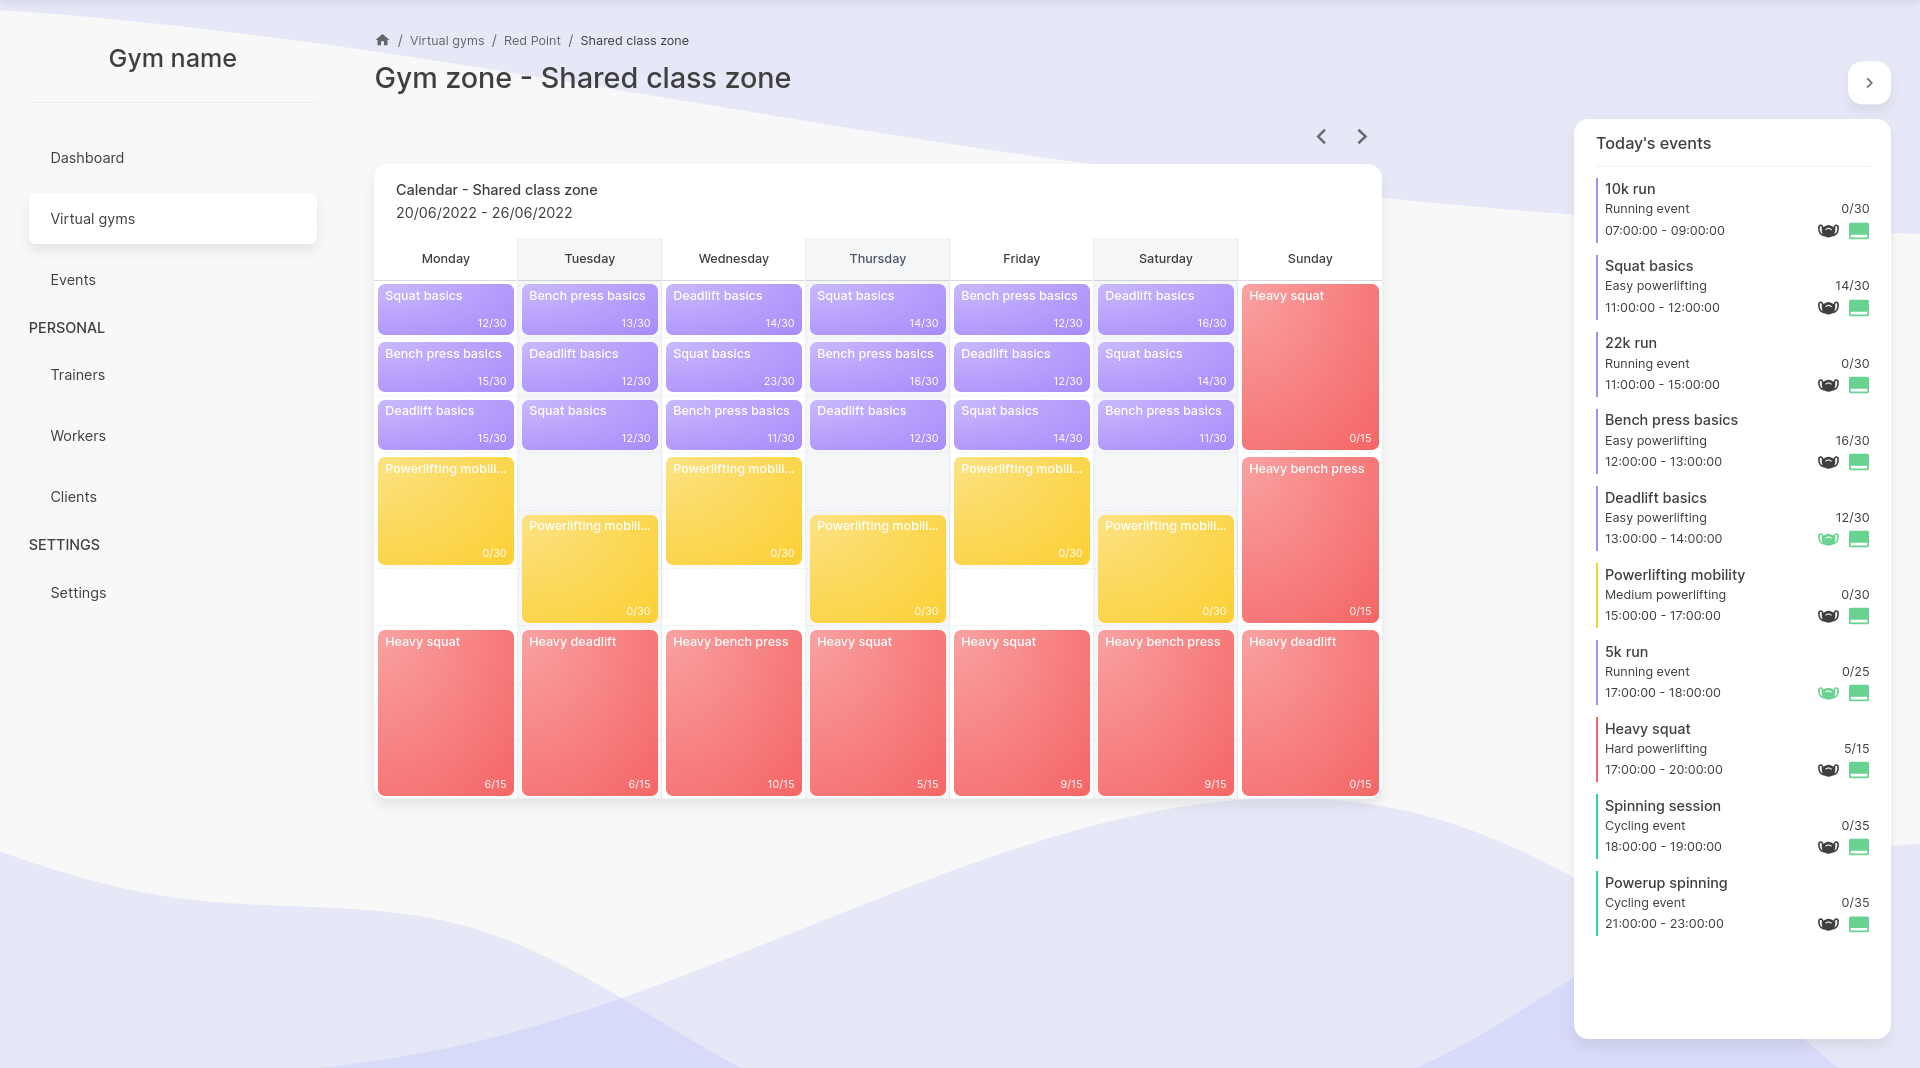 Gym name
Dashboard
Virtual gyms
Events
PERSONAL
Trainers
Workers
Clients
SETTINGS
Settings
/ Virtual gyms / Red Point / Shared class zone
Gym zone - Shared class zone
Calendar - Shared class zone
20/06/2022 - 26/06/2022
Monday Tuesday Wednesday Thursday Friday Saturday Sunday
Squat basics Bench press basics Deadlift basics Squat basics Bench press basics Deadlift basics Heavy squat
12/30 13/30 14/30 14/30 12/30 16/30
Bench press basics Deadlift basics Squat basics Bench press basics Deadlift basics Squat basics
15/30 12/30 23/30 16/30 12/30 14/30
Deadlift basics Squat basics Bench press basics Deadlift basics Squat basics Bench press basics
15/30 12/30 11/30 12/30 14/30 11/30 0/15
Powerlifting mobili... Powerlifting mobili... Powerlifting mobili... Heavy bench press
Powerlifting mobili... Powerlifting mobili... Powerlifting mobili...
0/30 0/30 0/30
0/30 0/30 0/30 0/15
Heavy squat Heavy deadlift Heavy bench press Heavy squat Heavy squat Heavy bench press Heavy deadlift
6/15 6/15 10/15 5/15 9/15 9/15 0/15
Today's events
10k run
Running event 0/30
07:00:00 - 09:00:00
Squat basics
Easy powerlifting 14/30
11:00:00 - 12:00:00
22k run
Running event 0/30
11:00:00 - 15:00:00
Bench press basics
Easy powerlifting 16/30
12:00:00 - 13:00:00
Deadlift basics
Easy powerlifting 12/30
13:00:00 - 14:00:00
Powerlifting mobility
Medium powerlifting 0/30
15:00:00 - 17:00:00
5k run
Running event 0/25
17:00:00 - 18:00:00
Heavy squat
Hard powerlifting 5/15
17:00:00 - 20:00:00
Spinning session
Cycling event 0/35
18:00:00 - 19:00:00
Powerup spinning
Cycling event 0/35
21:00:00 - 23:00:00